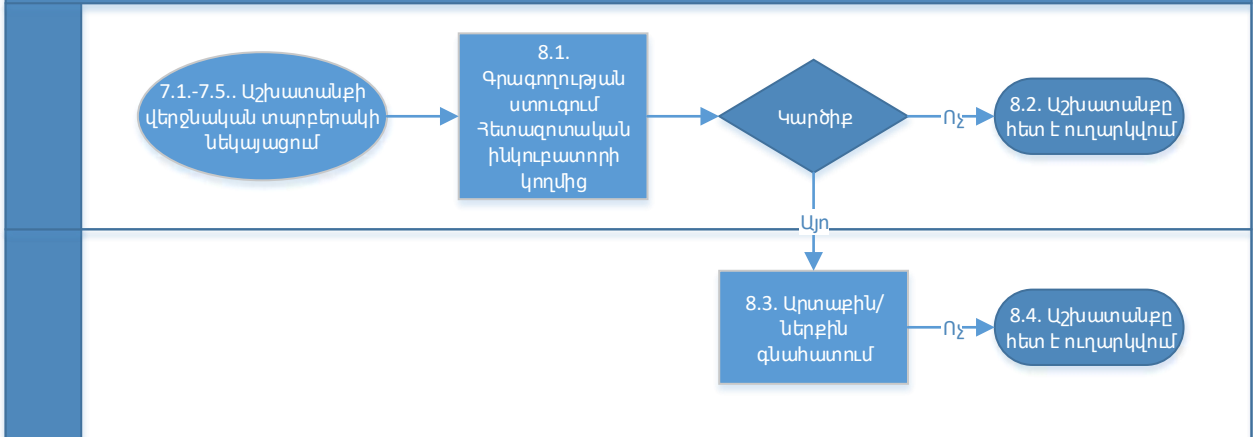 7.1.-7.5.. Աշխատանքի
վերջնական տարբերակի
նեկայացում
8.1.
Գրագողության
ստուգում
Հետազոտական
ինկուբատորի
կողմից
Կարծիք
Ոչ
8.2. Աշխատանքը
հետ է ուղարկվում
Այո
8.3. Արտաքին/
ներքին
գնահատում
Ոչ
8.4. Աշխատանքը
հետ է ուղարկվում